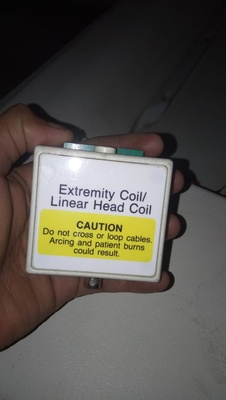 Extremity Coil/
Linear Head Coil
CAUTION
Do not cross or loop cables.
Arcing and patient burns
could result.